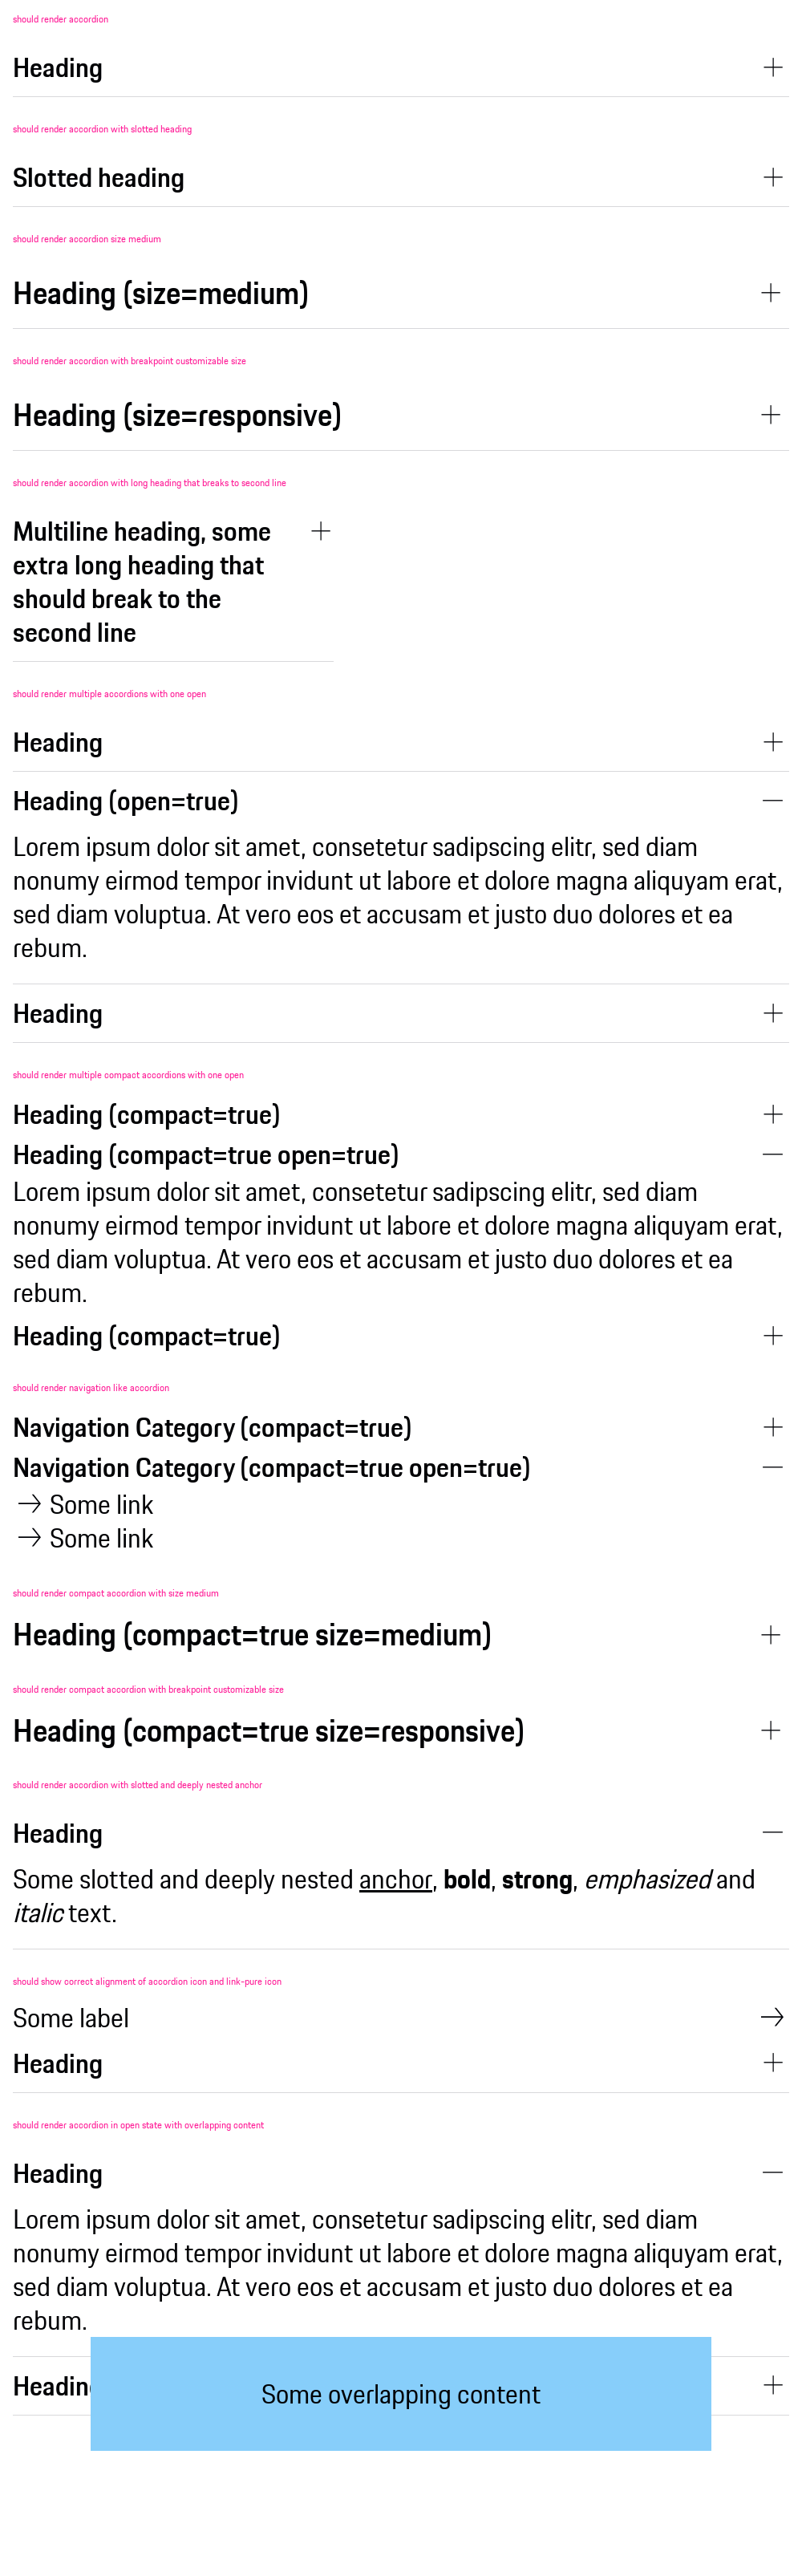 should render accordion
Heading
should render accordion with slotted heading
Slotted heading
should render accordion size medium
Heading (size=medium)
should render accordion with breakpoint customizable size
Heading (size=responsive)
should render accordion with long heading that breaks to second line
Multiline heading, some
extra long heading that
should break to the
second line
should render multiple accordions with one open
Heading
Heading (open=true)
Lorem ipsum dolor sit amet, consetetur sadipscing elitr, sed diam
nonumy eirmod tempor invidunt ut labore et dolore magna aliquyam erat,
sed diam voluptua. At vero eos et accusam et justo duo dolores et ea
rebum.
Heading
should render multiple compact accordions with one open
Heading (compact=true)
Heading (compact=true open=true)
Lorem ipsum dolor sit amet, consetetur sadipscing elitr, sed diam
nonumy eirmod tempor invidunt ut labore et dolore magna aliquyam erat,
sed diam voluptua. At vero eos et accusam et justo duo dolores et ea
rebum.
Heading (compact=true)
should render navigation like accordion
Navigation Category (compact=true)
Navigation Category (compact=true open=true)
Some link
Some link
should render compact accordion with size medium
Heading (compact=true size=medium)
should render compact accordion with breakpoint customizable size
Heading (compact=true size=responsive)
should render accordion with slotted and deeply nested anchor
Heading
Some slotted and deeply nested anchor, bold, strong, emphasized and
italic text.
should show correct alignment of accordion icon and link-pure icon
Some label
Heading
should render accordion in open state with overlapping content
Heading
Lorem ipsum dolor sit amet, consetetur sadipscing elitr, sed diam
nonumy eirmod tempor invidunt ut labore et dolore magna aliquyam erat,
sed diam voluptua. At vero eos et accusam et justo duo dolores et ea
rebum.
Heading
Some overlapping content